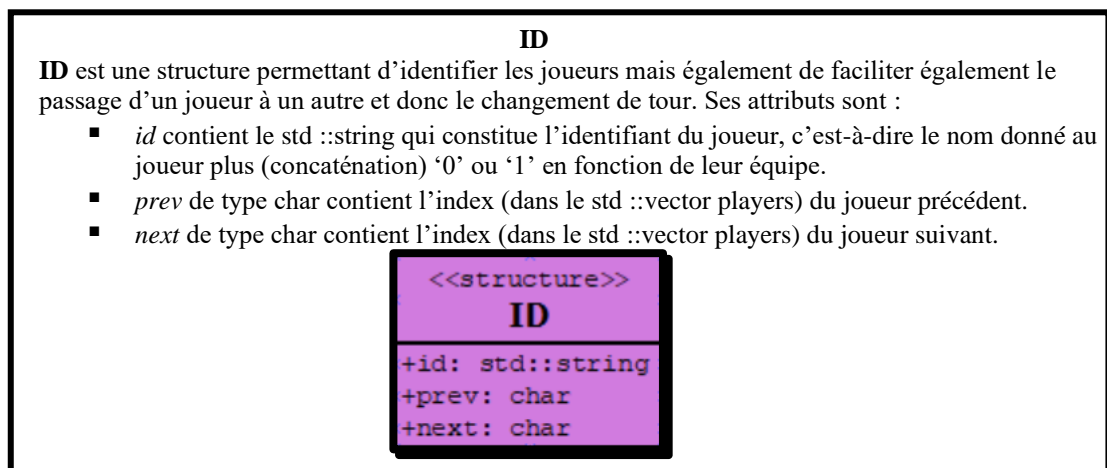 ID
ID est une structure permettant d’identifier les joueurs mais également de faciliter également le
passage d’un joueur à un autre et donc le changement de tour. Ses attributs sont :
▪ id contient le std ::string qui constitue l’identifiant du joueur, c’est-à-dire le nom donné au
joueur plus (concaténation) ‘0’ ou ‘1’ en fonction de leur équipe.
▪ prev de type char contient l’index (dans le std ::vector players) du joueur précédent.
▪ next de type char contient l’index (dans le std ::vector players) du joueur suivant.
<<structure>>
ID
+id: std::string
+prev: char
+next: char